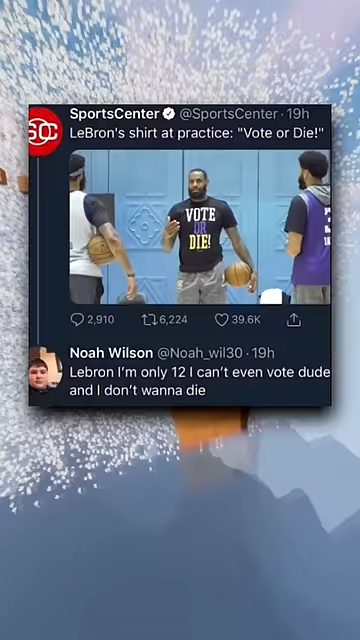 SportsCenter @SportsCenter · 19h
LeBron's shirt at practice: "Vote or Die!"
VOTE
OR
DIE!
2,910 6,224 39.6K
Noah Wilson @Noah_wil30 · 19h
Lebron I'm only 12 I can't even vote dude
and I don't wanna die